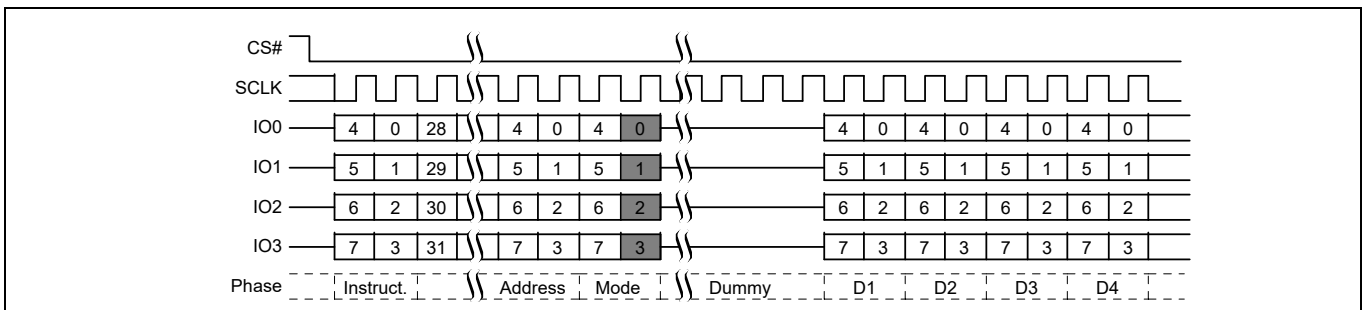 CS#
SCLK
IO0 4 0 28 4 0 4 0 4 0 4 0 4 0 4 0
IO1 5 1 29 5 1 5 1 5 1 5 1 5 1 5 1
IO2 6 2 30 6 2 6 2 6 2 6 2 6 2 6 2
IO3 7 3 31 7 3 7 3 7 3 7 3 7 3 7 3
Phase Instruct. Address Mode Dummy D1 D2 D3 D4